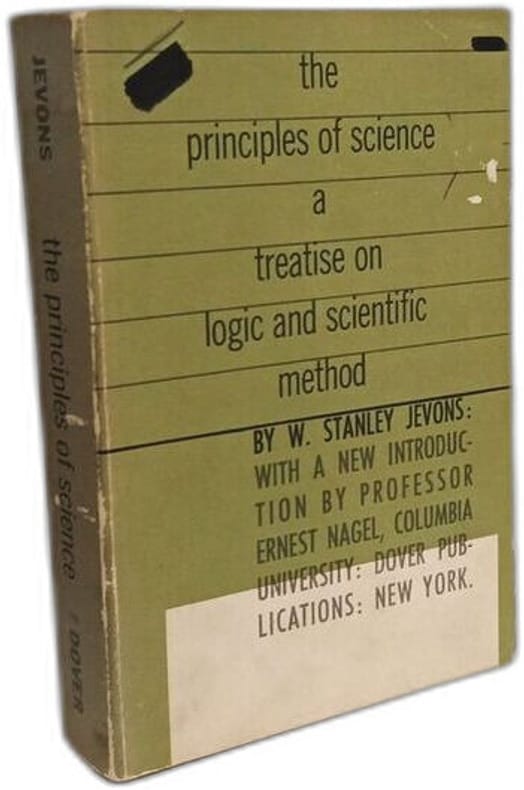 the
principles of science
a
treatise on
logic and scientific
method
BY W. STANLEY JEVONS:
WITH A NEW INTRODUC-
TION BY PROFESSOR
ERNEST NAGEL, COLUMBIA
UNIVERSITY: DOVER PUB-
LICATIONS: NEW YORK.
JEVONS
the principles of science
DOVER